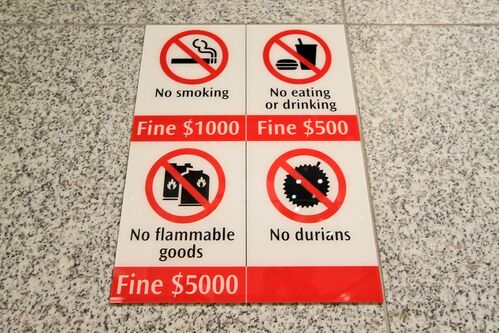 No smoking
Fine $1000
No eating
or drinking
Fine $500
No flammable
goods
Fine $5000
No durians